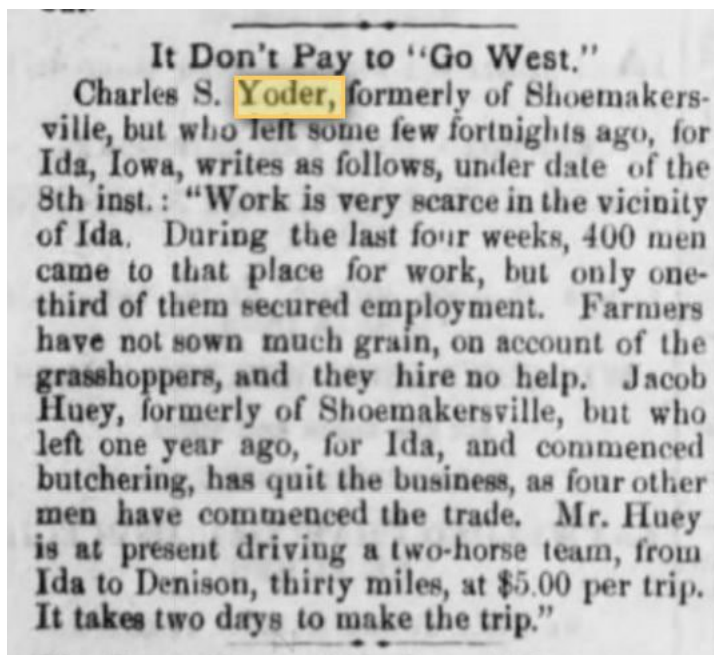 It Don't Pay to "Go West."
Charles S. Yoder, formerly of Shoemakers-
ville, but who left some few fortnights ago, for
Ida, Iowa, writes as follows, under date of the
8th inst.: "Work is very scarce in the vicinity
of Ida. During the last four weeks, 400 men
came to that place for work, but only one-
third of them secured employment. Farmers
have not sown much grain, on account of the
grasshoppers, and they hire no help. Jacob
Huey, formerly of Shoemakersville, but who
left one year ago, for Ida, and commenced
butchering, has quit the business, as four other
men have commenced the trade. Mr. Huey
is at present driving a two-horse team, from
Ida to Denison, thirty miles, at $5.00 per trip.
It takes two days to make the trip."